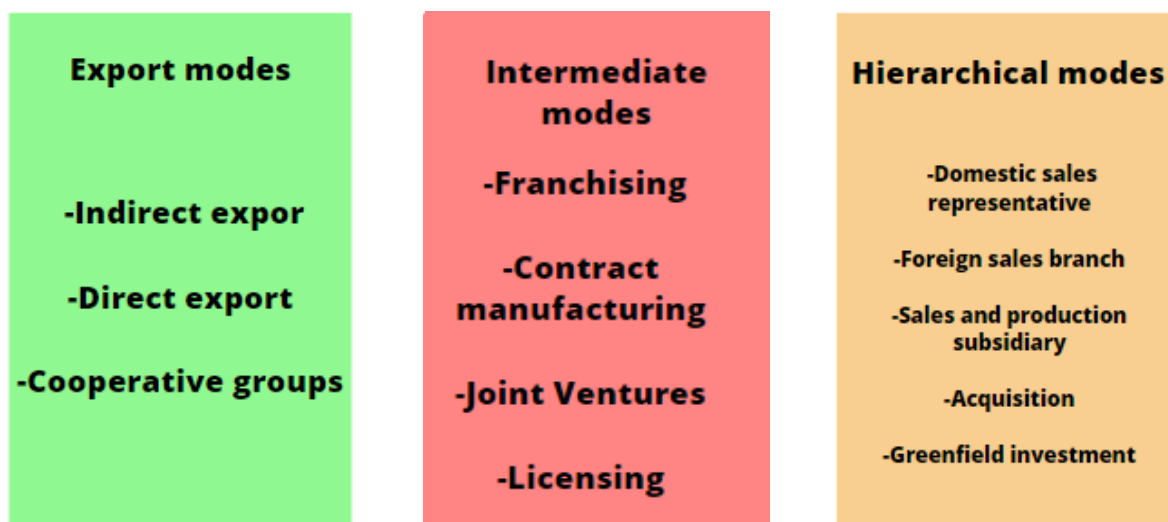 Export modes
-Indirect expor
-Direct export
-Cooperative groups
Intermediate
modes
-Franchising
-Contract
manufacturing
-Joint Ventures
-Licensing
Hierarchical modes
-Domestic sales
representative
-Foreign sales branch
-Sales and production
subsidiary
-Acquisition
-Greenfield investment